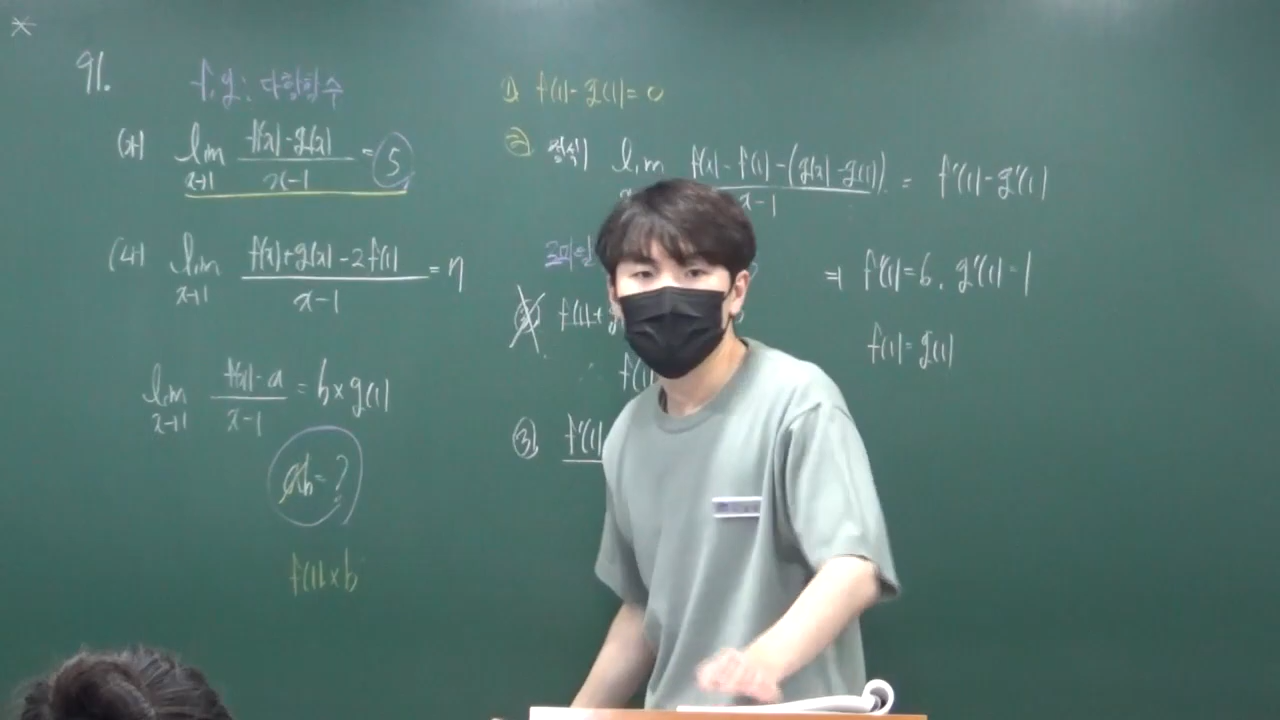 91.
f, g : 다항함수
(가) lim x→1 f(x)-g(x) / x-1 = 5
(나) lim x→1 f(x)+g(x)-2f(1) / x-1 = 7
lim x→1 f(x)-a / x-1 = b×g(1)
ab=?
f(1)×b
① f(1)-g(1)=0
②
lim f(x)-f(1)-(g(x)-g(1)) / x-1 = f'(1)-g'(1)
⇒ f'(1)=6, g'(1)=1
f(1)=g(1)
∴ f(1)
③ f'(1)